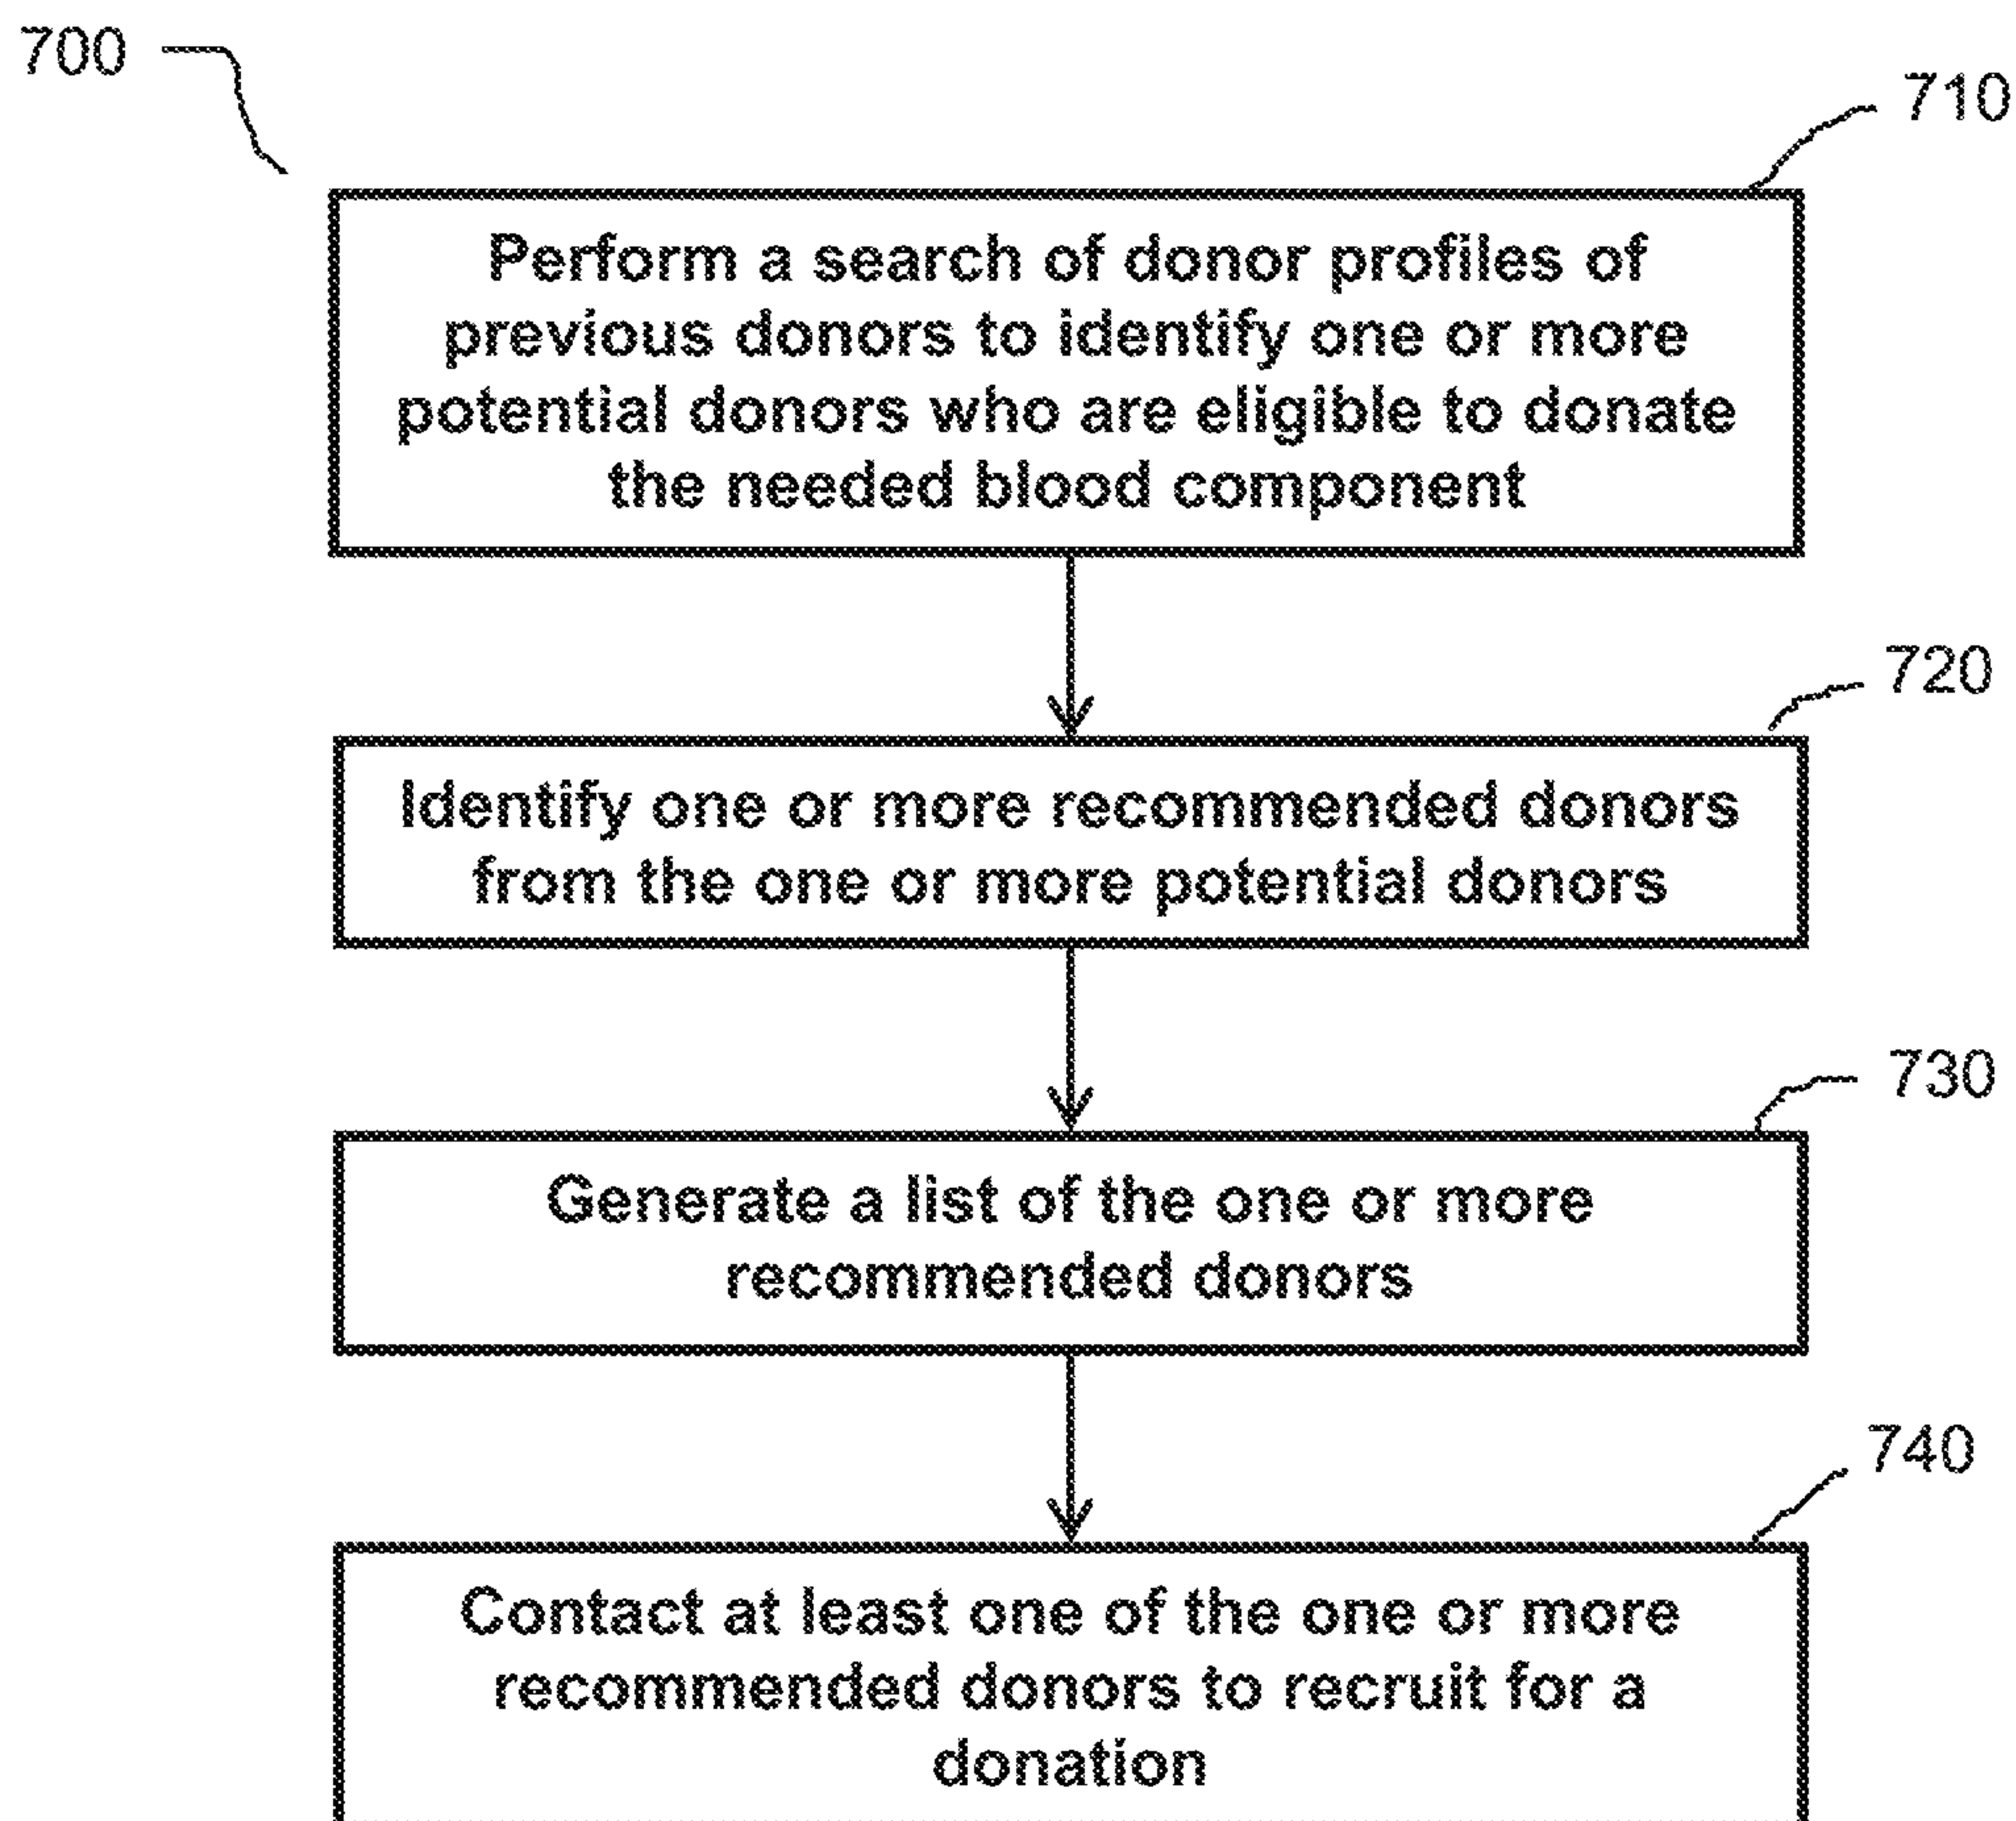 700
710
Perform a search of donor profiles of
previous donors to identify one or more
potential donors who are eligible to donate
the needed blood component
720
Identify one or more recommended donors
from the one or more potential donors
730
Generate a list of the one or more
recommended donors
740
Contact at least one of the one or more
recommended donors to recruit for a
donation